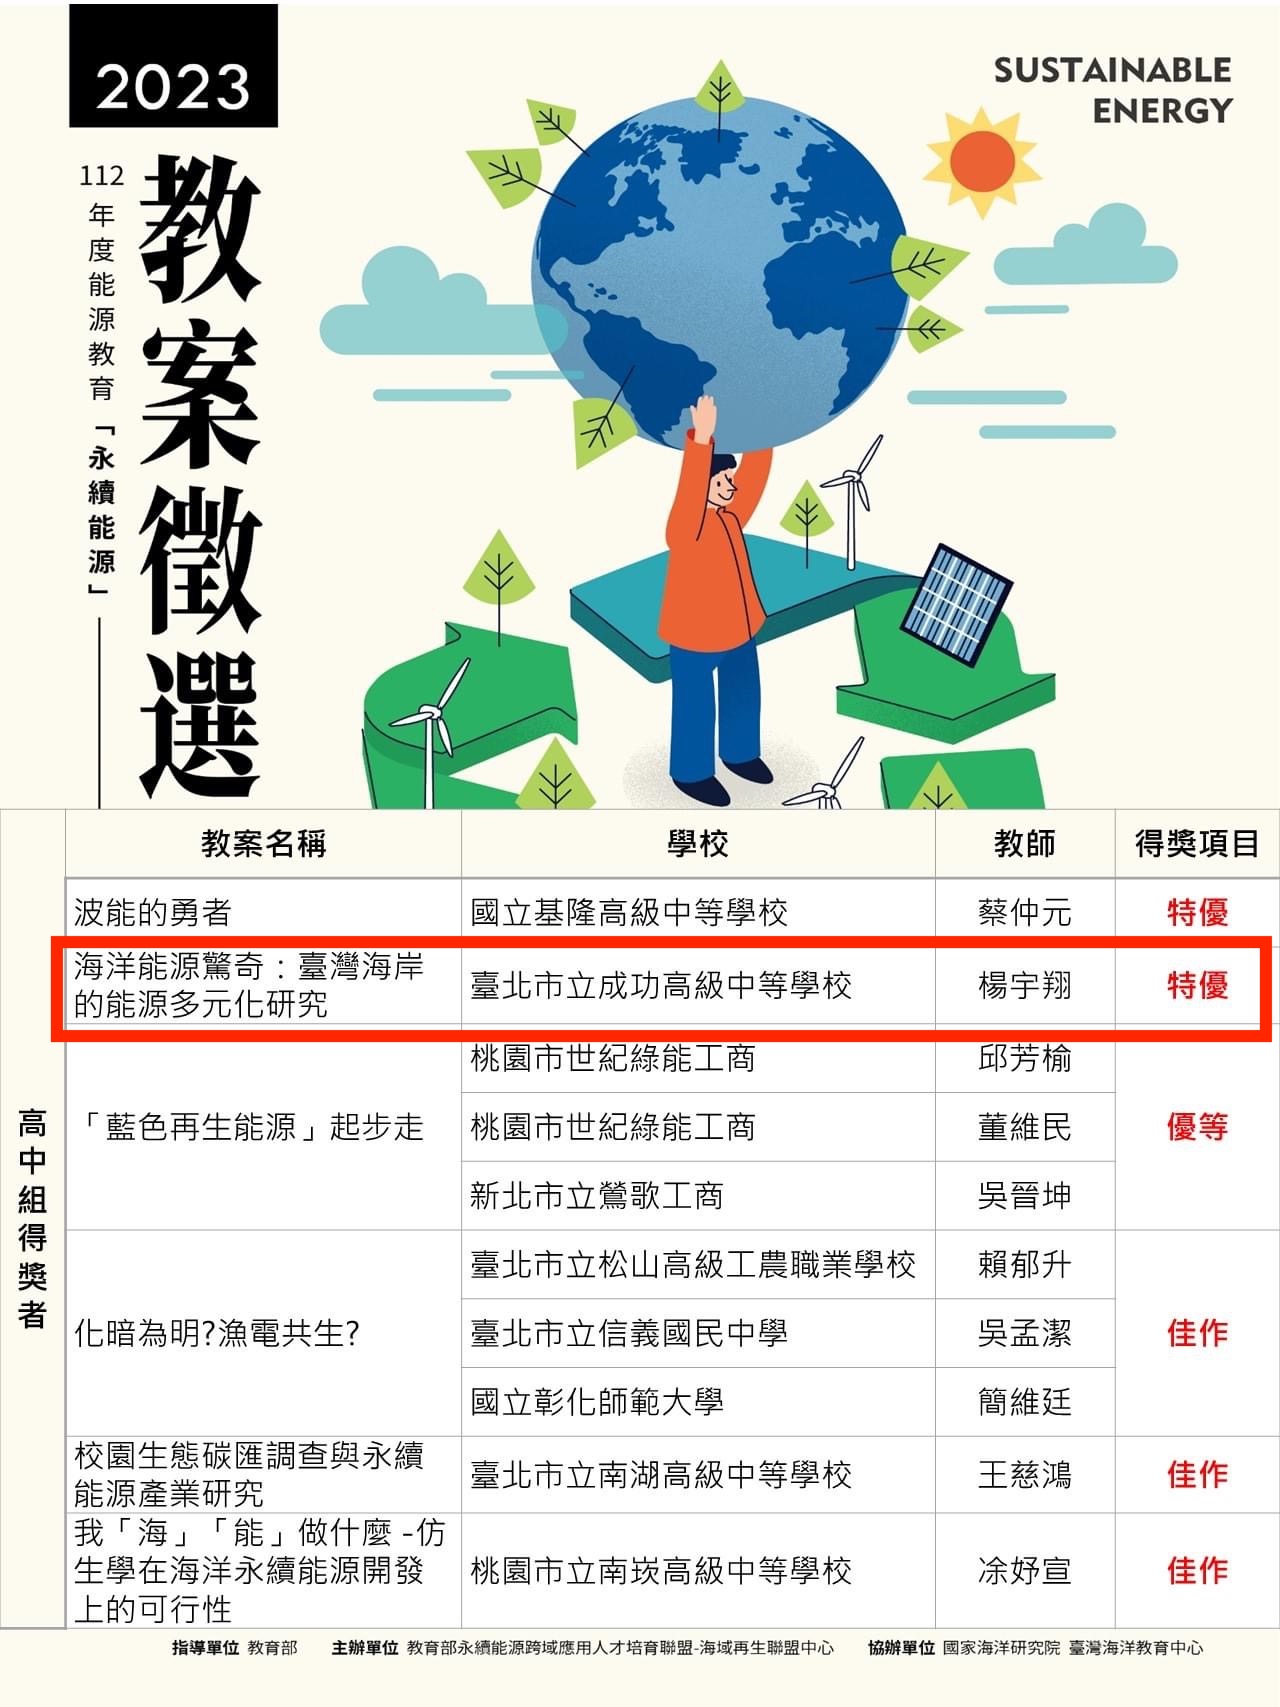 2023
SUSTAINABLE
ENERGY
112年度能源教育「永續能源」
教案徵選
教案名稱 學校 教師 得獎項目
高中組得獎者
波能的勇者 國立基隆高級中等學校 蔡仲元 特優
海洋能源驚奇：臺灣海岸
的能源多元化研究 臺北市立成功高級中等學校 楊宇翔 特優
「藍色再生能源」起步走 優等
桃園市世紀綠能工商 邱芳榆
桃園市世紀綠能工商 董維民
新北市立鶯歌工商 吳晉坤
化暗為明?漁電共生? 佳作
臺北市立松山高級工農職業學校 賴郁升
臺北市立信義國民中學 吳孟潔
國立彰化師範大學 簡維廷
校園生態碳匯調查與永續
能源產業研究 臺北市立南湖高級中等學校 王慈鴻 佳作
我「海」「能」做什麼 -仿
生學在海洋永續能源開發
上的可行性 桃園市立南崁高級中等學校 凃妤宣 佳作
指導單位 教育部 主辦單位 教育部永續能源跨域應用人才培育聯盟-海域再生聯盟中心 協辦單位 國家海洋研究院 臺灣海洋教育中心